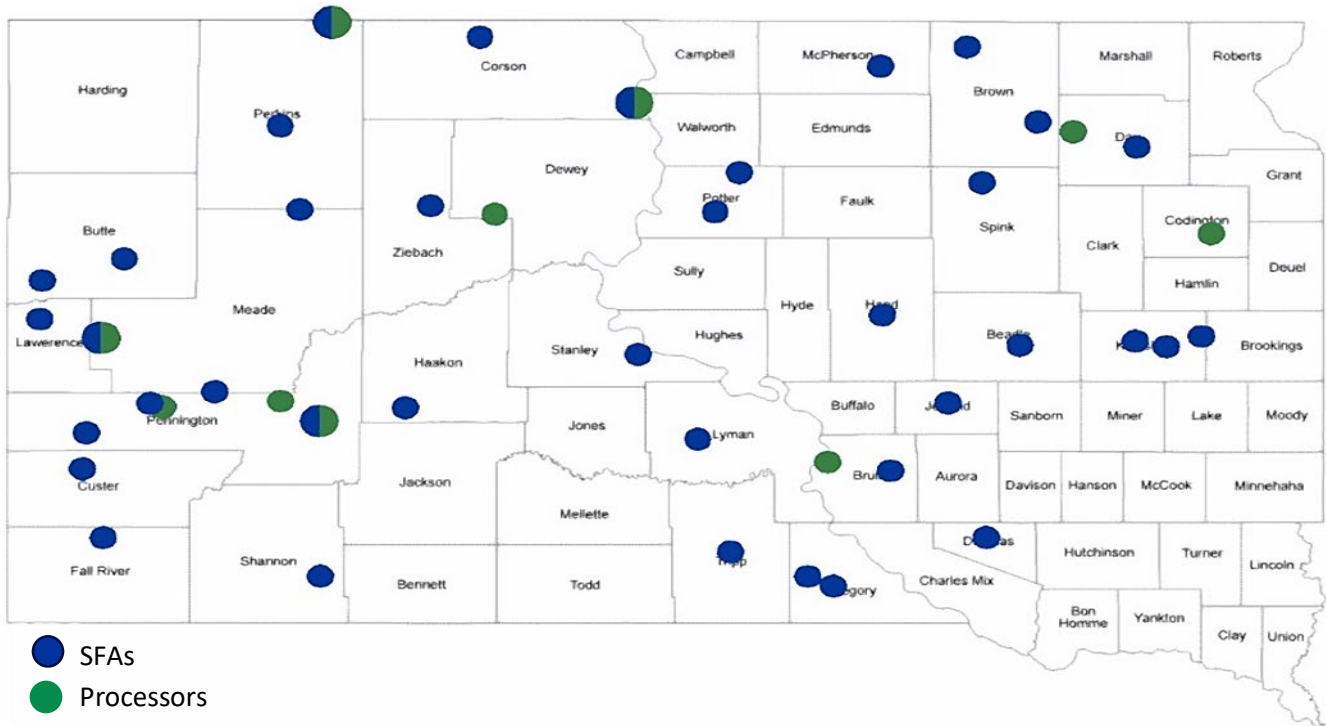 Campbell
McPherson
Marshall
Roberts
Corson
Harding
Brown
Perkins
Walworth
Edmunds
Dewey
Grant
Potter
Faulk
Codington
Butte
Spink
Ziebach
Clark
Sully
Deuel
Hamlin
Meade
Hyde
Hand
Lawerence
Haakon
Stanley
Hughes
Beadle
Brookings
Buffalo
Sanborn
Miner
Lake
Moody
Pennington
Jones
Lyman
Custer
Jackson
Aurora
Davison
Hanson
McCook
Minnehaha
Mellette
Fall River
Shannon
Bennett
Todd
Tripp
Charles Mix
Hutchinson
Turner
Lincoln
Bon
Homme
Yankton
Clay
Union
SFAs
Processors